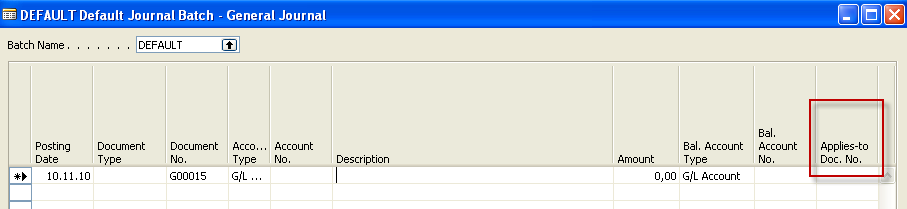 DEFAULT Default Journal Batch - General Journal
Batch Name . . . . . . . DEFAULT
Posting Date Document Type Document No. Acco... Type Account No. Description Amount Bal. Account Type Bal. Account No. Applies-to Doc. No.
10.11.10 G00015 G/L ... 0,00 G/L Account